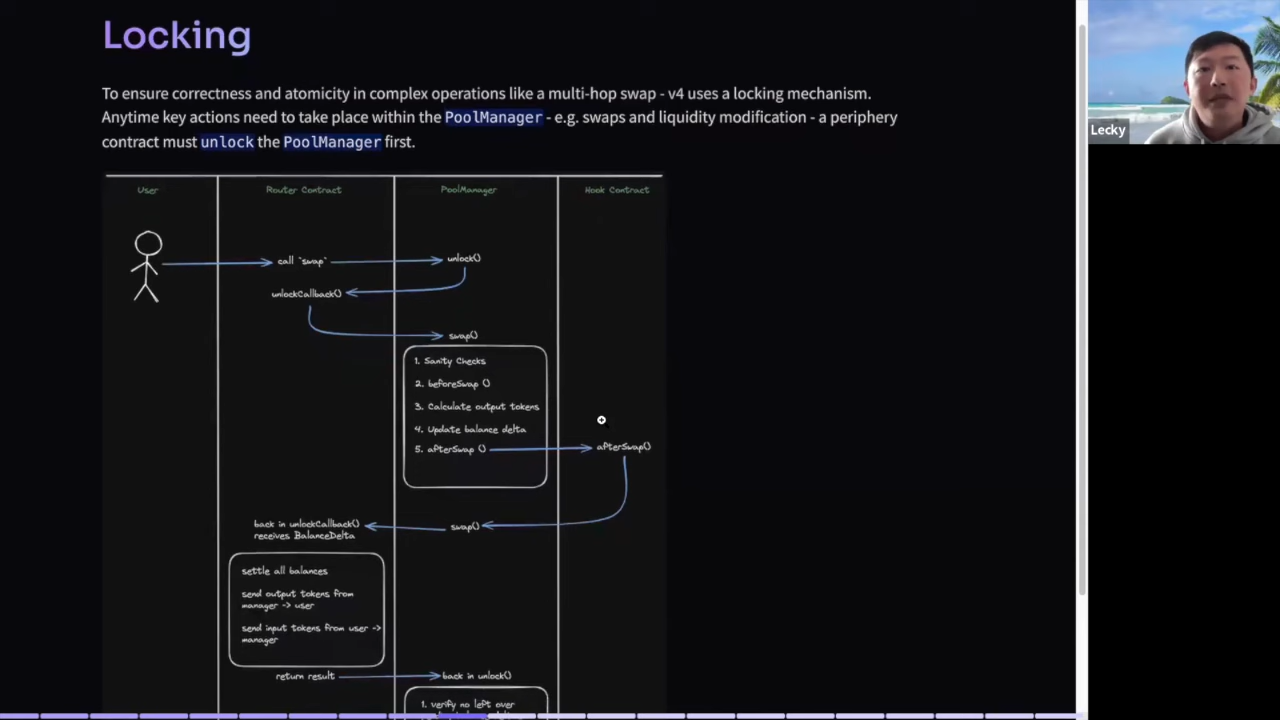 Locking
To ensure correctness and atomicity in complex operations like a multi-hop swap - v4 uses a locking mechanism.
Anytime key actions need to take place within the PoolManager - e.g. swaps and liquidity modification - a periphery
contract must unlock the PoolManager first.
Lecky
User
Router Contract
PoolManager
Hook Contract
call `swap`
unlock()
unlockCallback()
swap()
1. Sanity Checks
2. beforeSwap ()
3. Calculate output tokens
4. Update balance delta
5. afterSwap ()
afterSwap()
back in unlockCallback()
receives BalanceDelta
swap()
settle all balances
send output tokens from
manager -> user
send input tokens from user ->
manager
return result
back in unlock()
1. verify no left over